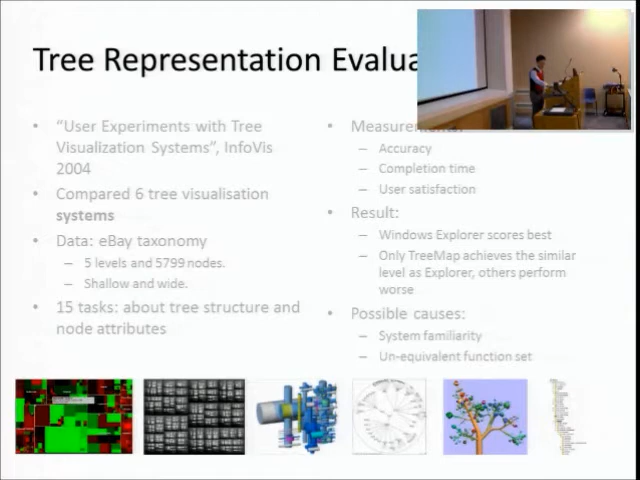 Tree Representation Evalua
• "User Experiments with Tree
Visualization Systems", InfoVis
2004
• Compared 6 tree visualisation
systems
• Data: eBay taxonomy
– 5 levels and 5799 nodes.
– Shallow and wide.
• 15 tasks: about tree structure and
node attributes
• Measurements:
– Accuracy
– Completion time
– User satisfaction
• Result:
– Windows Explorer scores best
– Only TreeMap achieves the similar
level as Explorer, others perform
worse
• Possible causes:
– System familiarity
– Un-equivalent function set